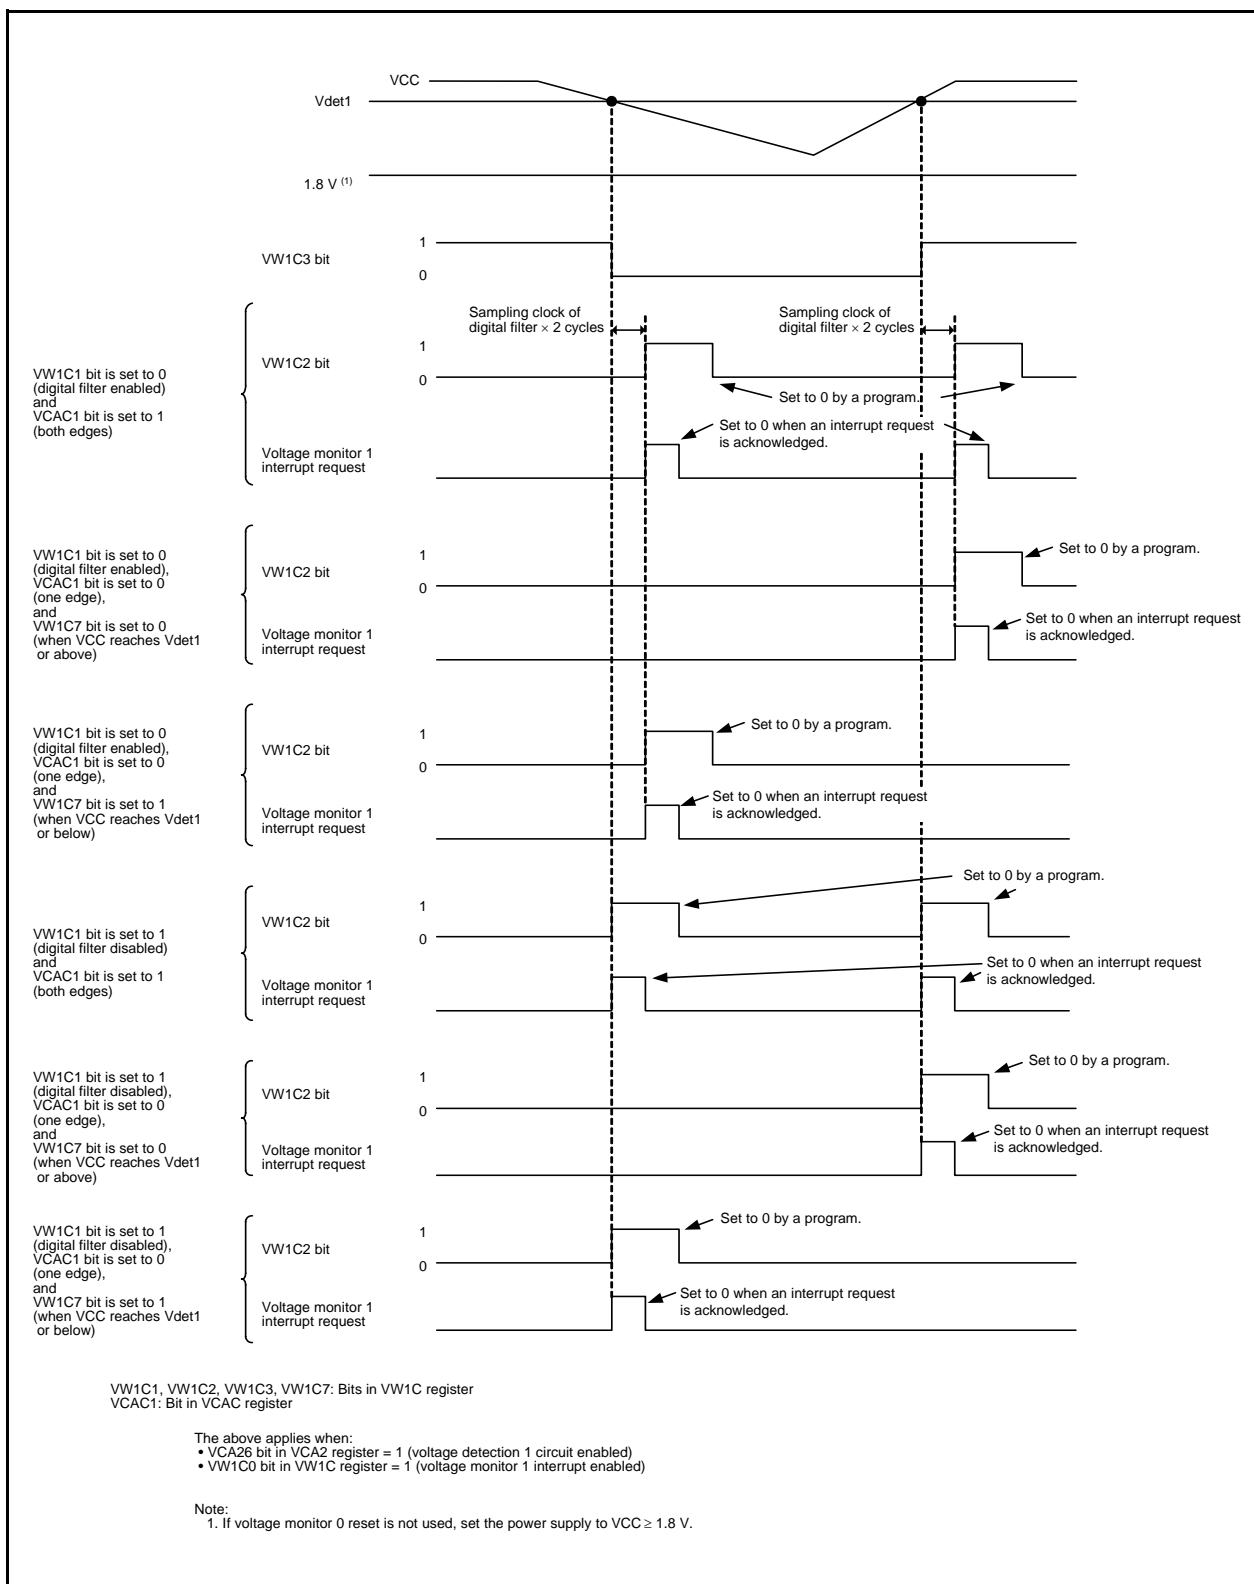 VCC
Vdet1
1.8 V (1)
VW1C3 bit
1
0
Sampling clock of
digital filter × 2 cycles
Sampling clock of
digital filter × 2 cycles
VW1C1 bit is set to 0
(digital filter enabled)
and
VCAC1 bit is set to 1
(both edges)
VW1C2 bit
1
0
Set to 0 by a program.
Voltage monitor 1
interrupt request
Set to 0 when an interrupt request
is acknowledged.
VW1C1 bit is set to 0
(digital filter enabled),
VCAC1 bit is set to 0
(one edge),
and
VW1C7 bit is set to 0
(when VCC reaches Vdet1
or above)
VW1C2 bit
1
0
Set to 0 by a program.
Voltage monitor 1
interrupt request
Set to 0 when an interrupt request
is acknowledged.
VW1C1 bit is set to 0
(digital filter enabled),
VCAC1 bit is set to 0
(one edge),
and
VW1C7 bit is set to 1
(when VCC reaches Vdet1
or below)
VW1C2 bit
1
0
Set to 0 by a program.
Voltage monitor 1
interrupt request
Set to 0 when an interrupt request
is acknowledged.
VW1C1 bit is set to 1
(digital filter disabled)
and
VCAC1 bit is set to 1
(both edges)
VW1C2 bit
1
0
Set to 0 by a program.
Voltage monitor 1
interrupt request
Set to 0 when an interrupt request
is acknowledged.
VW1C1 bit is set to 1
(digital filter disabled),
VCAC1 bit is set to 0
(one edge),
and
VW1C7 bit is set to 0
(when VCC reaches Vdet1
or above)
VW1C2 bit
1
0
Set to 0 by a program.
Voltage monitor 1
interrupt request
Set to 0 when an interrupt request
is acknowledged.
VW1C1 bit is set to 1
(digital filter disabled),
VCAC1 bit is set to 0
(one edge),
and
VW1C7 bit is set to 1
(when VCC reaches Vdet1
or below)
VW1C2 bit
1
0
Set to 0 by a program.
Voltage monitor 1
interrupt request
Set to 0 when an interrupt request
is acknowledged.
VW1C1, VW1C2, VW1C3, VW1C7: Bits in VW1C register
VCAC1: Bit in VCAC register
The above applies when:
• VCA26 bit in VCA2 register = 1 (voltage detection 1 circuit enabled)
• VW1C0 bit in VW1C register = 1 (voltage monitor 1 interrupt enabled)
Note:
1. If voltage monitor 0 reset is not used, set the power supply to VCC ≥ 1.8 V.